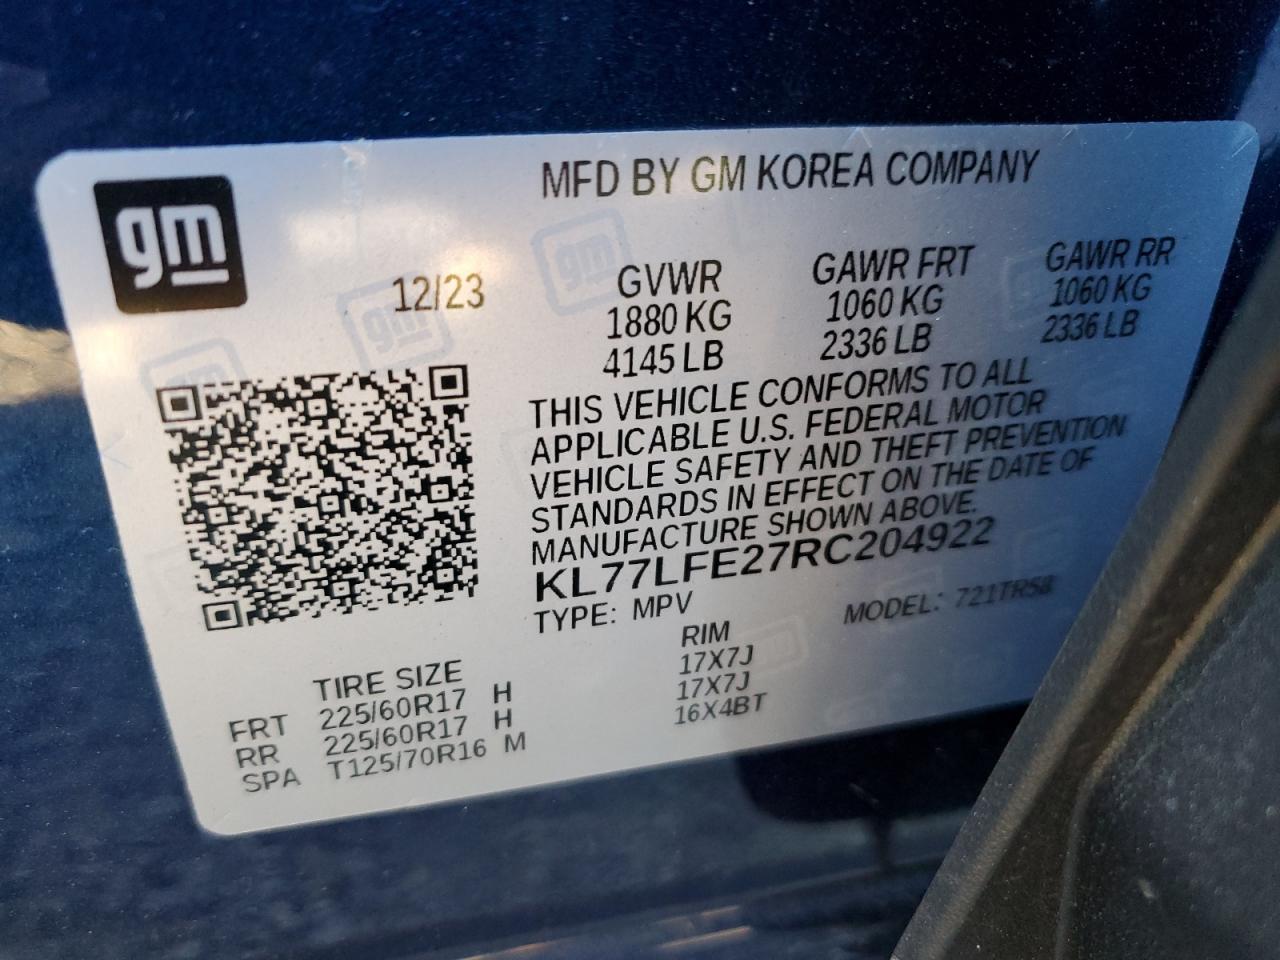 gm
MFD BY GM KOREA COMPANY
12/23
GVWR GAWR FRT GAWR RR
1880 KG 1060 KG 1060 KG
4145 LB 2336 LB 2336 LB
THIS VEHICLE CONFORMS TO ALL
APPLICABLE U.S. FEDERAL MOTOR
VEHICLE SAFETY AND THEFT PREVENTION
STANDARDS IN EFFECT ON THE DATE OF
MANUFACTURE SHOWN ABOVE.
KL77LFE27RC204922
TYPE: MPV MODEL: 721TR58
TIRE SIZE RIM
FRT 225/60R17 H 17X7J
RR 225/60R17 H 17X7J
SPA T125/70R16 M 16X4BT